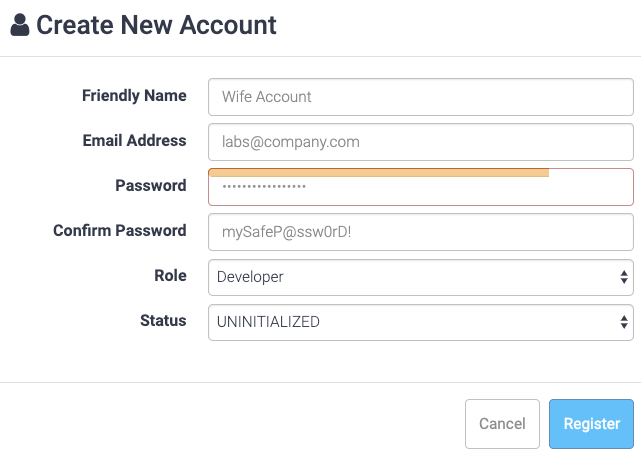 Create New Account
Friendly Name Wife Account
Email Address labs@company.com
Password •••••••••••••••••
Confirm Password mySafeP@ssw0rD!
Role Developer
Status UNINITIALIZED
Cancel Register